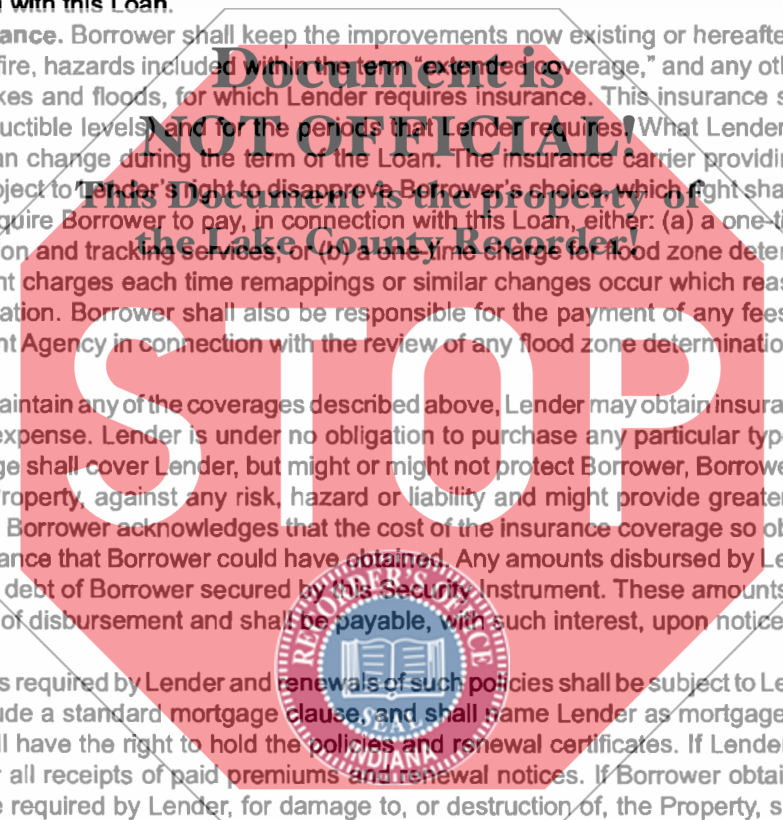 with this Loan.
ance. Borrower shall keep the improvements now existing or hereafte
Document is
fire, hazards included within the term “extended coverage,” and any oth
kes and floods, for which Lender requires insurance. This insurance s
uctible levels) and for the periods that Lender requires. What Lender
NOT OFFICIAL!
an change during the term of the Loan. The insurance carrier providin
ject to Lender's right to disapprove Borrower's choice, which right sha
This Document is the property of
quire Borrower to pay, in connection with this Loan, either: (a) a one-t
the Lake County Recorder!
ion and tracking services; or (b) a one-time charge for flood zone deter
nt charges each time remappings or similar changes occur which reas
ation. Borrower shall also be responsible for the payment of any fees
nt Agency in connection with the review of any flood zone determinatio
STOP
aintain any of the coverages described above, Lender may obtain insura
expense. Lender is under no obligation to purchase any particular typ
ge shall cover Lender, but might or might not protect Borrower, Borrowe
Property, against any risk, hazard or liability and might provide greate
Borrower acknowledges that the cost of the insurance coverage so ob
ance that Borrower could have obtained. Any amounts disbursed by Le
debt of Borrower secured by this Security Instrument. These amounts
of disbursement and shall be payable, with such interest, upon notice
RECORDER'S OFFICE
SEAL
INDIANA
s required by Lender and renewals of such policies shall be subject to Le
ude a standard mortgage clause, and shall name Lender as mortgage
ll have the right to hold the policies and renewal certificates. If Lender
r all receipts of paid premiums and renewal notices. If Borrower obtai
e required by Lender, for damage to, or destruction of, the Property, s